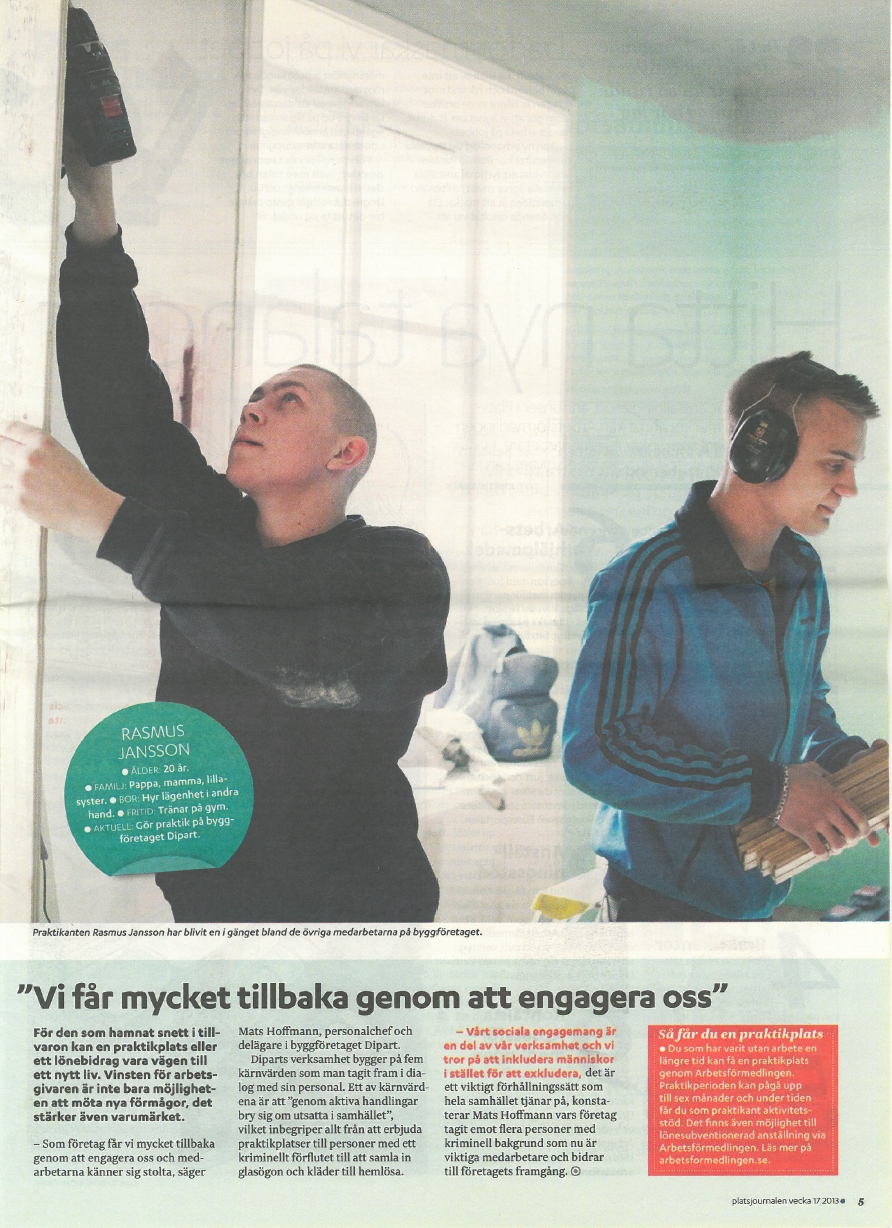 RASMUS
JANSSON
● ÅLDER: 20 år.
● FAMILJ: Pappa, mamma, lilla-
syster. ● BOR: Hyr lägenhet i andra
hand. ● FRITID: Tränar på gym.
● AKTUELL: Gör praktik på bygg-
företaget Dipart.
Praktikanten Rasmus Jansson har blivit en i gänget bland de övriga medarbetarna på byggföretaget.
”Vi får mycket tillbaka genom att engagera oss”
För den som hamnat snett i till-
varon kan en praktikplats eller
ett lönebidrag vara vägen till
ett nytt liv. Vinsten för arbets-
givaren är inte bara möjlighet-
en att möta nya förmågor, det
stärker även varumärket.
– Som företag får vi mycket tillbaka
genom att engagera oss och med-
arbetarna känner sig stolta, säger
Mats Hoffmann, personalchef och
delägare i byggföretaget Dipart.
Diparts verksamhet bygger på fem
kärnvärden som man tagit fram i dia-
log med sin personal. Ett av kärnvärd-
ena är att ”genom aktiva handlingar
bry sig om utsatta i samhället”,
vilket inbegriper allt från att erbjuda
praktikplatser till personer med ett
kriminellt förflutet till att samla in
glasögon och kläder till hemlösa.
– Vårt sociala engagemang är
en del av vår verksamhet och vi
tror på att inkludera människor
i stället för att exkludera, det är
ett viktigt förhållningssätt som
hela samhället tjänar på, konsta-
terar Mats Hoffmann vars företag
tagit emot flera personer med
kriminell bakgrund som nu är
viktiga medarbetare och bidrar
till företagets framgång.
Så får du en praktikplats
● Du som har varit utan arbete en
längre tid kan få en praktikplats
genom Arbetsförmedlingen.
Praktikperioden kan pågå upp
till sex månader och under tiden
får du som praktikant aktivitets-
stöd. Det finns även möjlighet till
lönesubventionerad anställning via
Arbetsförmedlingen. Läs mer på
arbetsformedlingen.se.
platsjournalen vecka 17.2013● 5